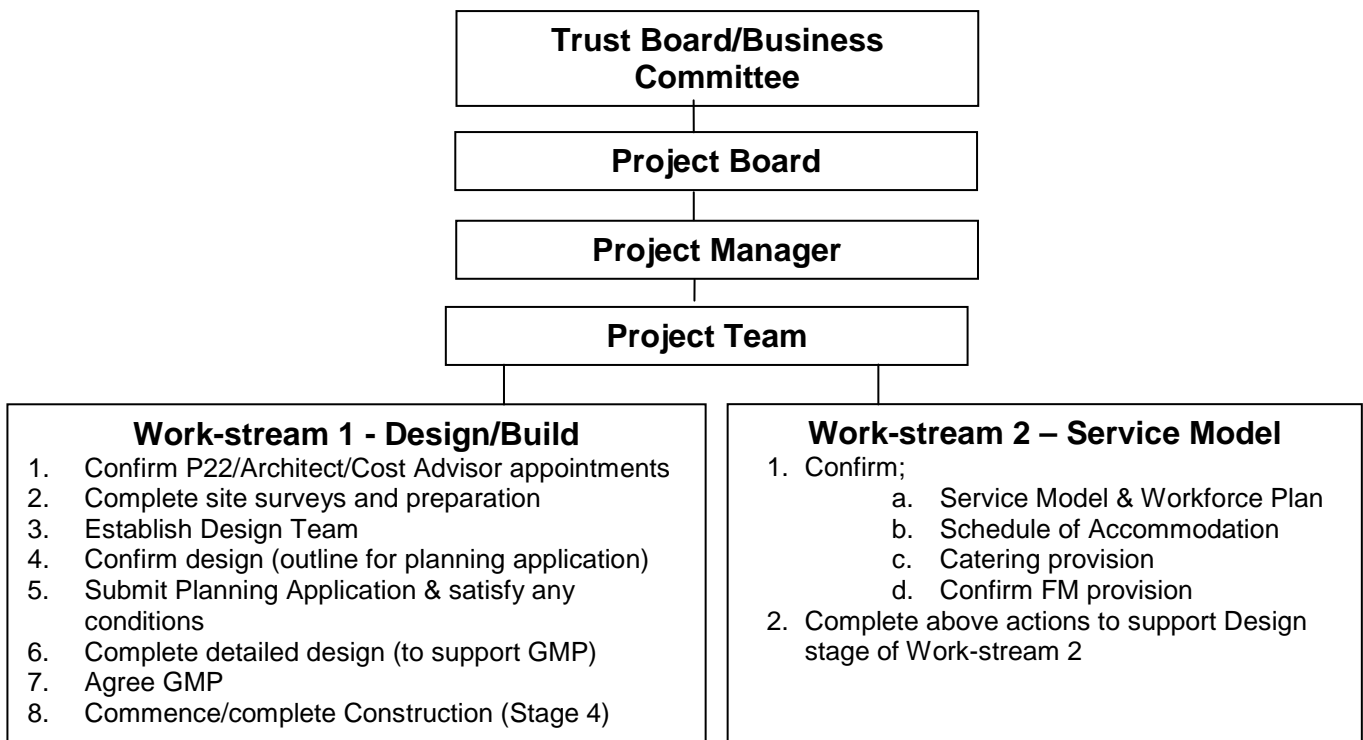 Trust Board/Business
Committee
Project Board
Project Manager
Project Team
Work-stream 1 - Design/Build
1. Confirm P22/Architect/Cost Advisor appointments
2. Complete site surveys and preparation
3. Establish Design Team
4. Confirm design (outline for planning application)
5. Submit Planning Application & satisfy any
conditions
6. Complete detailed design (to support GMP)
7. Agree GMP
8. Commence/complete Construction (Stage 4)
Work-stream 2 – Service Model
1. Confirm;
a. Service Model & Workforce Plan
b. Schedule of Accommodation
c. Catering provision
d. Confirm FM provision
2. Complete above actions to support Design
stage of Work-stream 2